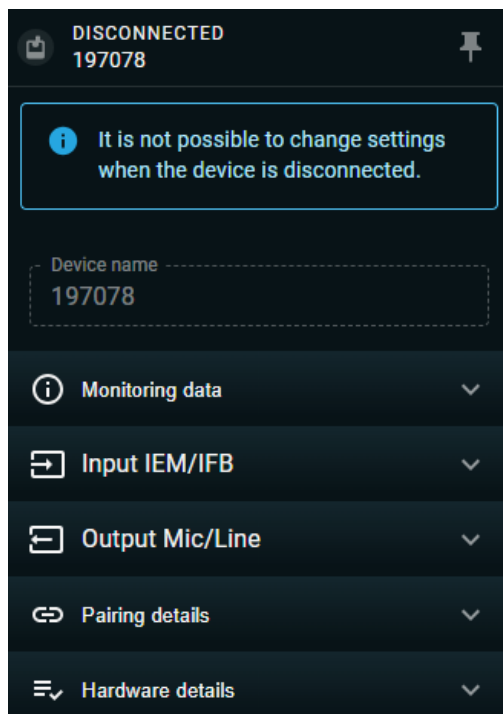 DISCONNECTED
197078
It is not possible to change settings
when the device is disconnected.
Device name
197078
Monitoring data
Input IEM/IFB
Output Mic/Line
Pairing details
Hardware details